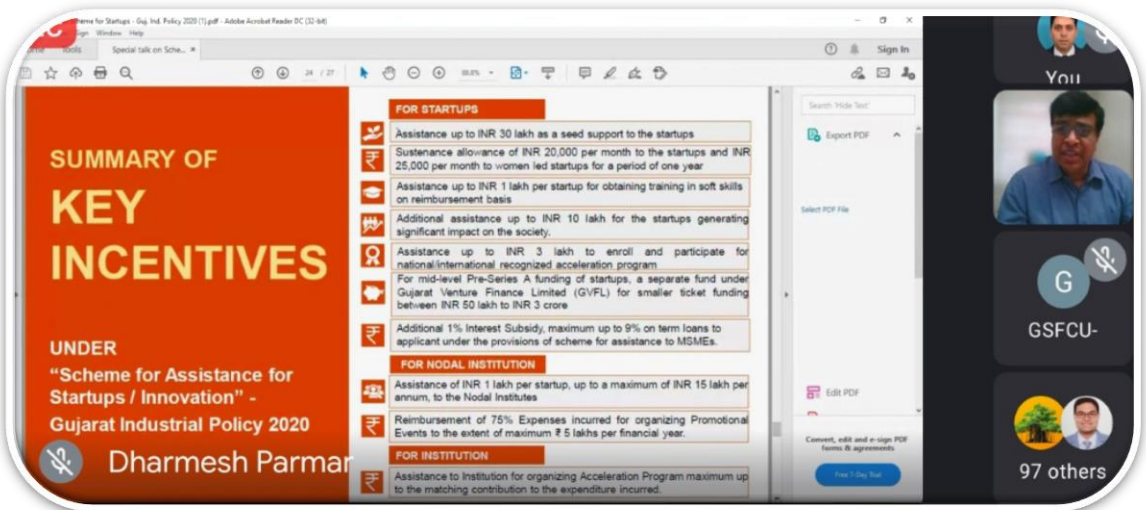 heme for Startups - Guj. Ind. Policy 2020 (1).pdf - Adobe Acrobat Reader DC (32-bit)
Sign Window Help
ome Tools Special talk on Sche... ×
Sign In
24 / 27
88.8%
SUMMARY OF
KEY
INCENTIVES
UNDER
“Scheme for Assistance for
Startups / Innovation” -
Gujarat Industrial Policy 2020
Dharmesh Parmar
FOR STARTUPS
Assistance up to INR 30 lakh as a seed support to the startups
Sustenance allowance of INR 20,000 per month to the startups and INR
25,000 per month to women led startups for a period of one year
Assistance up to INR 1 lakh per startup for obtaining training in soft skills
on reimbursement basis
Additional assistance up to INR 10 lakh for the startups generating
significant impact on the society.
Assistance up to INR 3 lakh to enroll and participate for
national/international recognized acceleration program
For mid-level Pre-Series A funding of startups, a separate fund under
Gujarat Venture Finance Limited (GVFL) for smaller ticket funding
between INR 50 lakh to INR 3 crore
Additional 1% Interest Subsidy, maximum up to 9% on term loans to
applicant under the provisions of scheme for assistance to MSMEs.
FOR NODAL INSTITUTION
Assistance of INR 1 lakh per startup, up to a maximum of INR 15 lakh per
annum, to the Nodal Institutes
Reimbursement of 75% Expenses incurred for organizing Promotional
Events to the extent of maximum ₹ 5 lakhs per financial year.
FOR INSTITUTION
Assistance to Institution for organizing Acceleration Program maximum up
to the matching contribution to the expenditure incurred.
Search 'Hide Text'
Export PDF
Select PDF File
Edit PDF
Convert, edit and e-sign PDF
forms & agreements
Free 7-Day Trial
You
G
GSFCU-
97 others